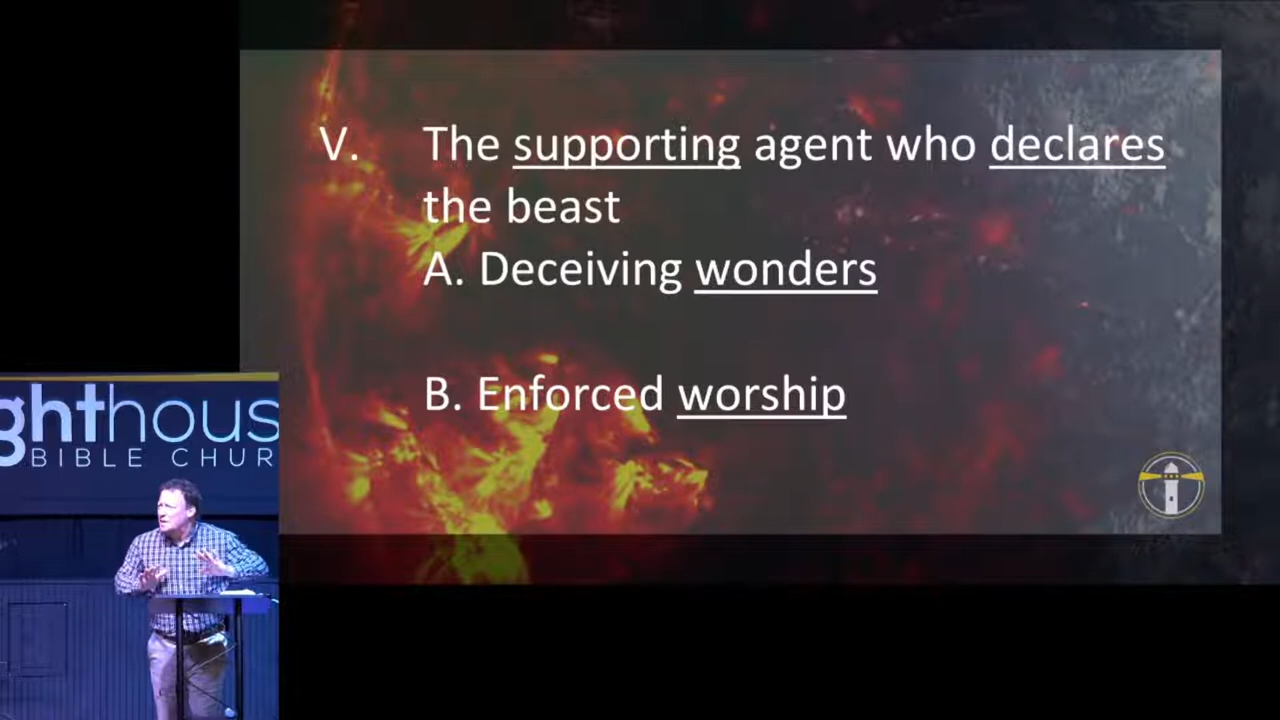 V. The supporting agent who declares
the beast
A. Deceiving wonders
B. Enforced worship
ghthous
BIBLE CHUR